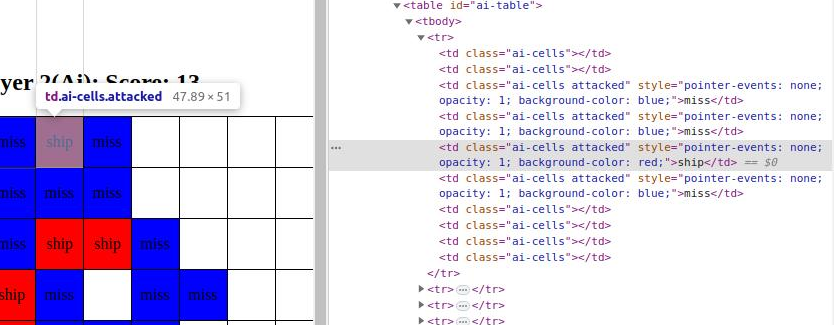 yer 2(Ai): Score: 13
td.ai-cells.attacked 47.89 × 51
miss ship miss
miss miss miss
miss ship ship miss
ship miss miss miss
<table id="ai-table">
<tbody>
<tr>
<td class="ai-cells"></td>
<td class="ai-cells"></td>
<td class="ai-cells attacked" style="pointer-events: none;
opacity: 1; background-color: blue;">miss</td>
<td class="ai-cells attacked" style="pointer-events: none;
opacity: 1; background-color: blue;">miss</td>
<td class="ai-cells attacked" style="pointer-events: none;
opacity: 1; background-color: red;">ship</td> == $0
<td class="ai-cells attacked" style="pointer-events: none;
opacity: 1; background-color: blue;">miss</td>
<td class="ai-cells"></td>
<td class="ai-cells"></td>
<td class="ai-cells"></td>
<td class="ai-cells"></td>
</tr>
<tr>…</tr>
<tr>…</tr>
<tr>…</tr>